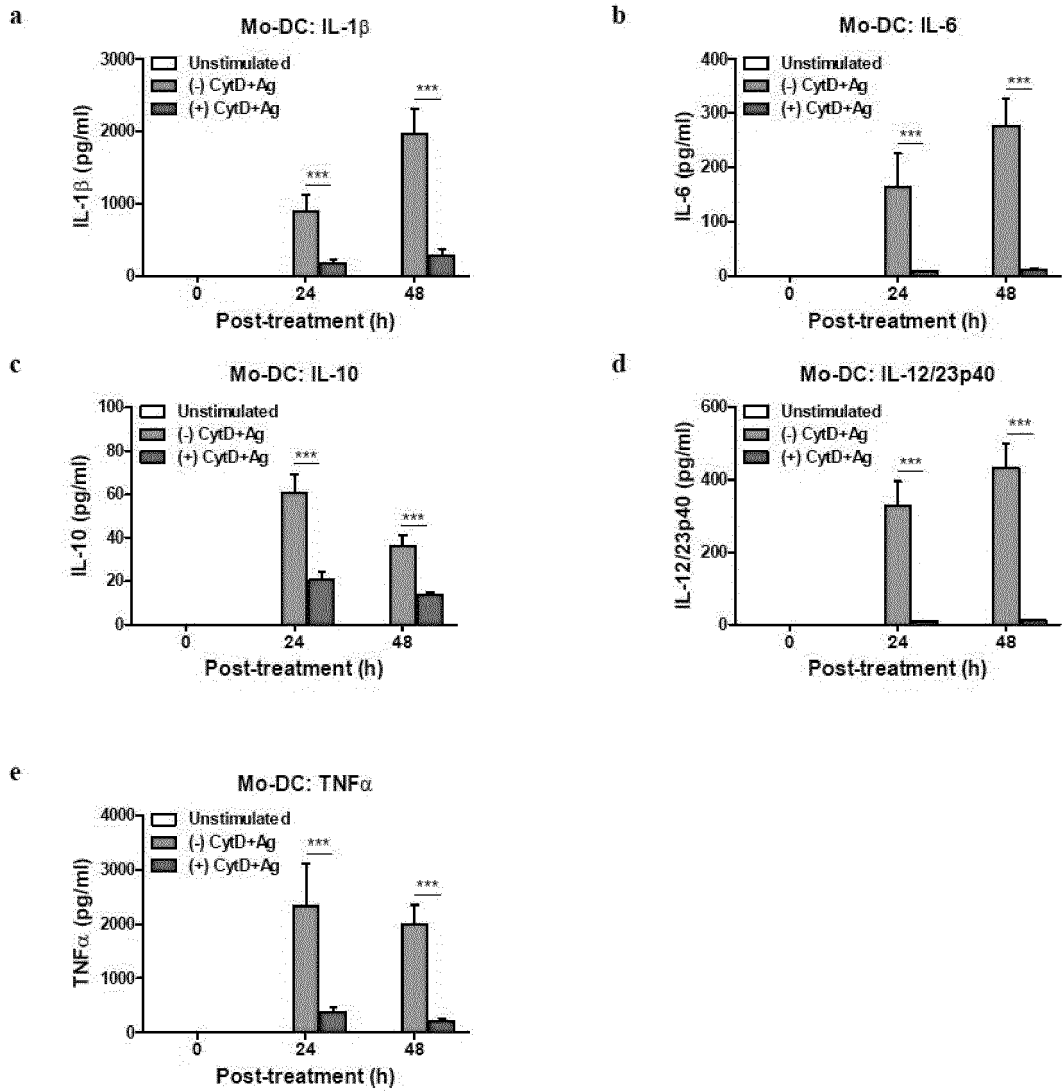 a
Mo-DC: IL-1β
3000
2000
1000
0
IL-1β (pg/ml)
Unstimulated
(-) CytD+Ag
(+) CytD+Ag
***
***
0 24 48
Post-treatment (h)
b
Mo-DC: IL-6
400
300
200
100
0
IL-6 (pg/ml)
Unstimulated
(-) CytD+Ag
(+) CytD+Ag
***
***
0 24 48
Post-treatment (h)
c
Mo-DC: IL-10
100
80
60
40
20
0
IL-10 (pg/ml)
Unstimulated
(-) CytD+Ag
(+) CytD+Ag
***
***
0 24 48
Post-treatment (h)
d
Mo-DC: IL-12/23p40
600
400
200
0
IL-12/23p40 (pg/ml)
Unstimulated
(-) CytD+Ag
(+) CytD+Ag
***
***
0 24 48
Post-treatment (h)
e
Mo-DC: TNFα
4000
3000
2000
1000
0
TNFα (pg/ml)
Unstimulated
(-) CytD+Ag
(+) CytD+Ag
***
***
0 24 48
Post-treatment (h)